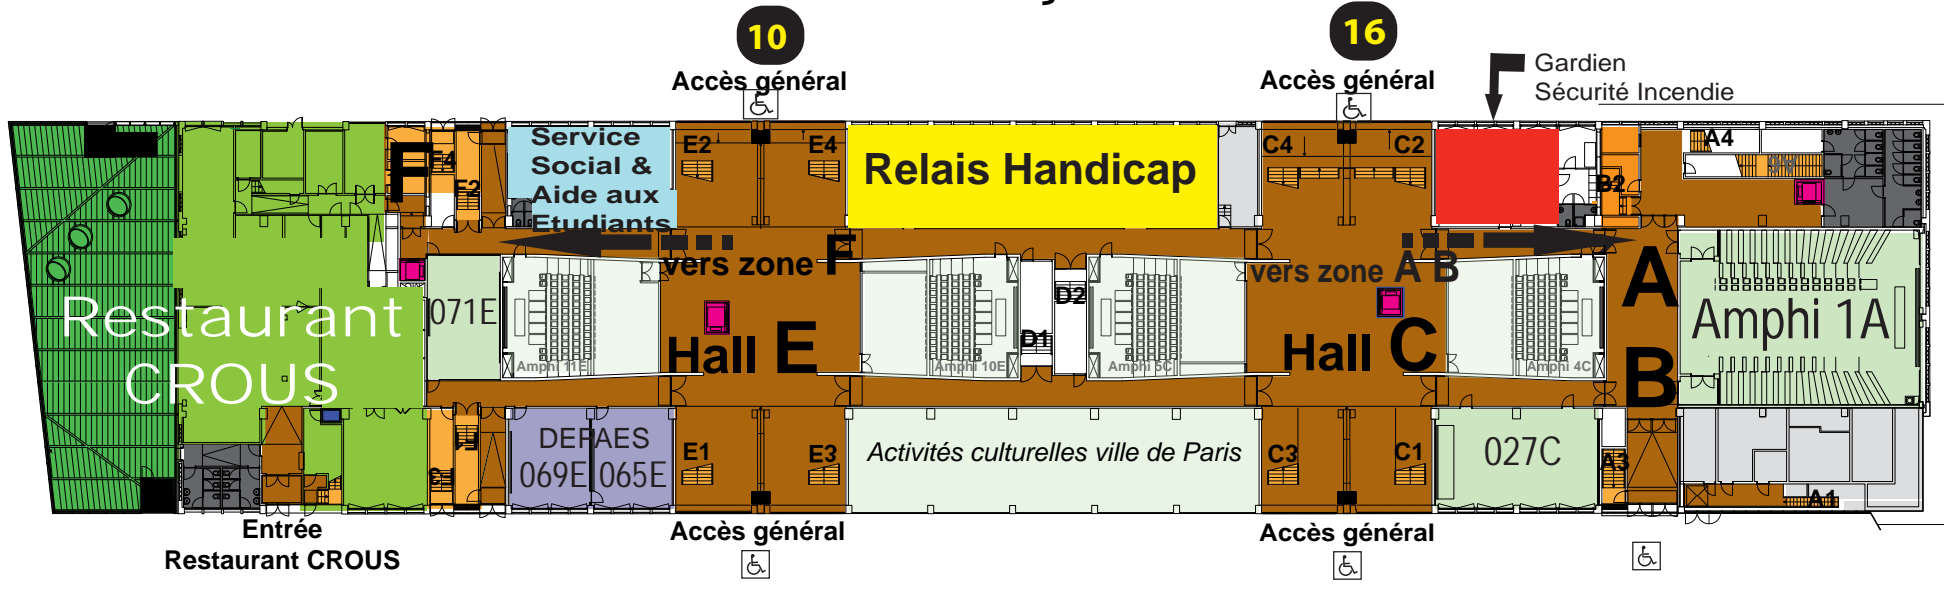 10
16
Accès général
Accès général
Gardien
Sécurité Incendie
Service
Social &
Aide aux
Etudiants
E2
E4
Relais Handicap
C4
C2
A4
F
B2
vers zone F
vers zone A B
A
B
Restaurant
CROUS
071E
Amphi 11E
Hall E
Amphi 10E
D1
D2
Amphi 5C
Hall C
Amphi 4C
Amphi 1A
DEPAES
069E
065E
E1
E3
Activités culturelles ville de Paris
C3
C1
027C
A3
A1
Entrée
Restaurant CROUS
Accès général
Accès général